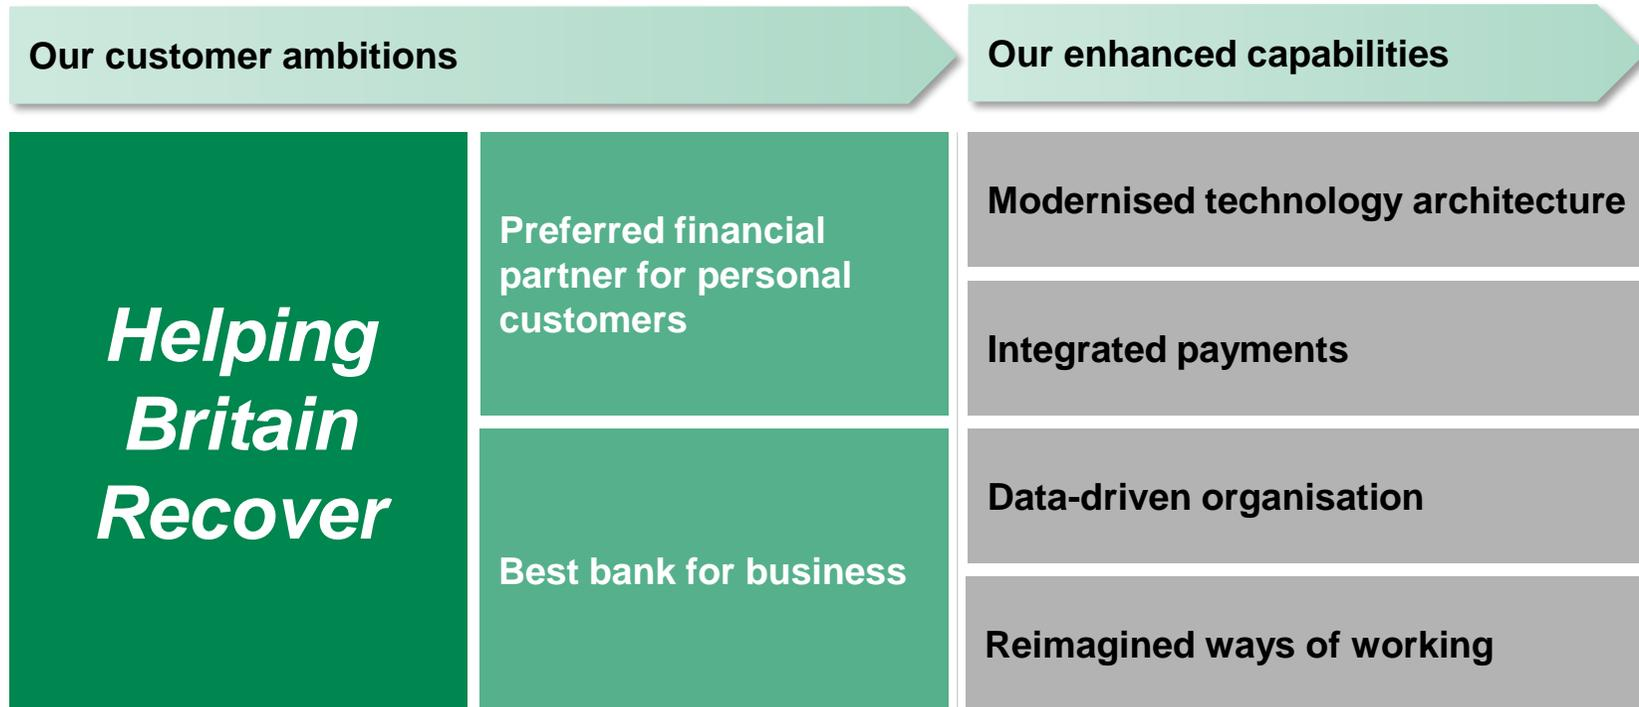 Our customer ambitions
Our enhanced capabilities
Helping
Britain
Recover
Preferred financial
partner for personal
customers
Best bank for business
Modernised technology architecture
Integrated payments
Data-driven organisation
Reimagined ways of working